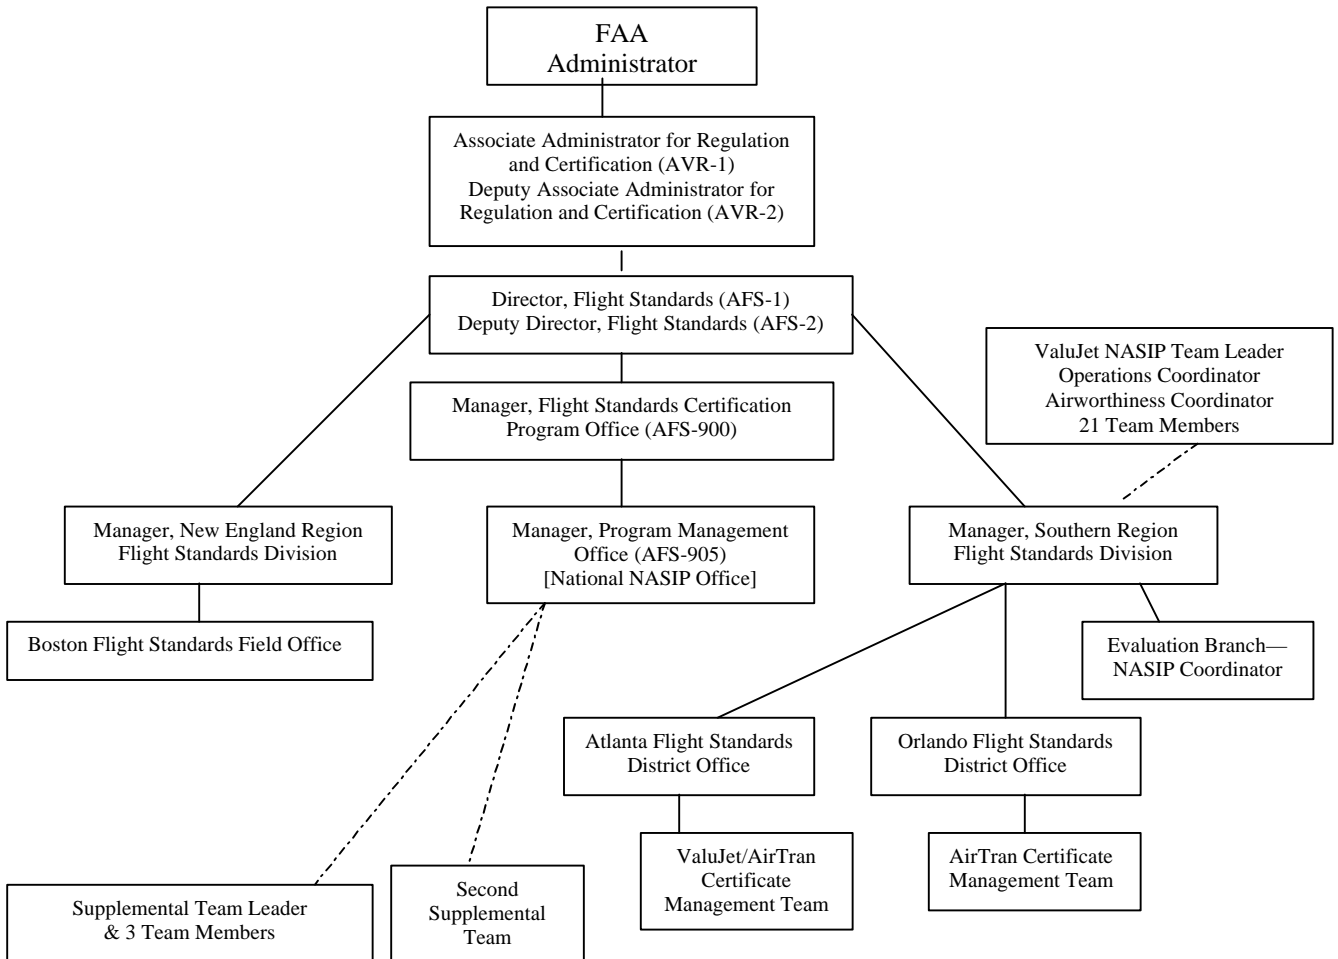 FAA
Administrator
Associate Administrator for Regulation
and Certification (AVR-1)
Deputy Associate Administrator for
Regulation and Certification (AVR-2)
Director, Flight Standards (AFS-1)
Deputy Director, Flight Standards (AFS-2)
ValuJet NASIP Team Leader
Operations Coordinator
Airworthiness Coordinator
21 Team Members
Manager, Flight Standards Certification
Program Office (AFS-900)
Manager, New England Region
Flight Standards Division
Manager, Program Management
Office (AFS-905)
[National NASIP Office]
Manager, Southern Region
Flight Standards Division
Boston Flight Standards Field Office
Evaluation Branch—
NASIP Coordinator
Atlanta Flight Standards
District Office
Orlando Flight Standards
District Office
ValuJet/AirTran
Certificate
Management Team
AirTran Certificate
Management Team
Supplemental Team Leader
& 3 Team Members
Second
Supplemental
Team